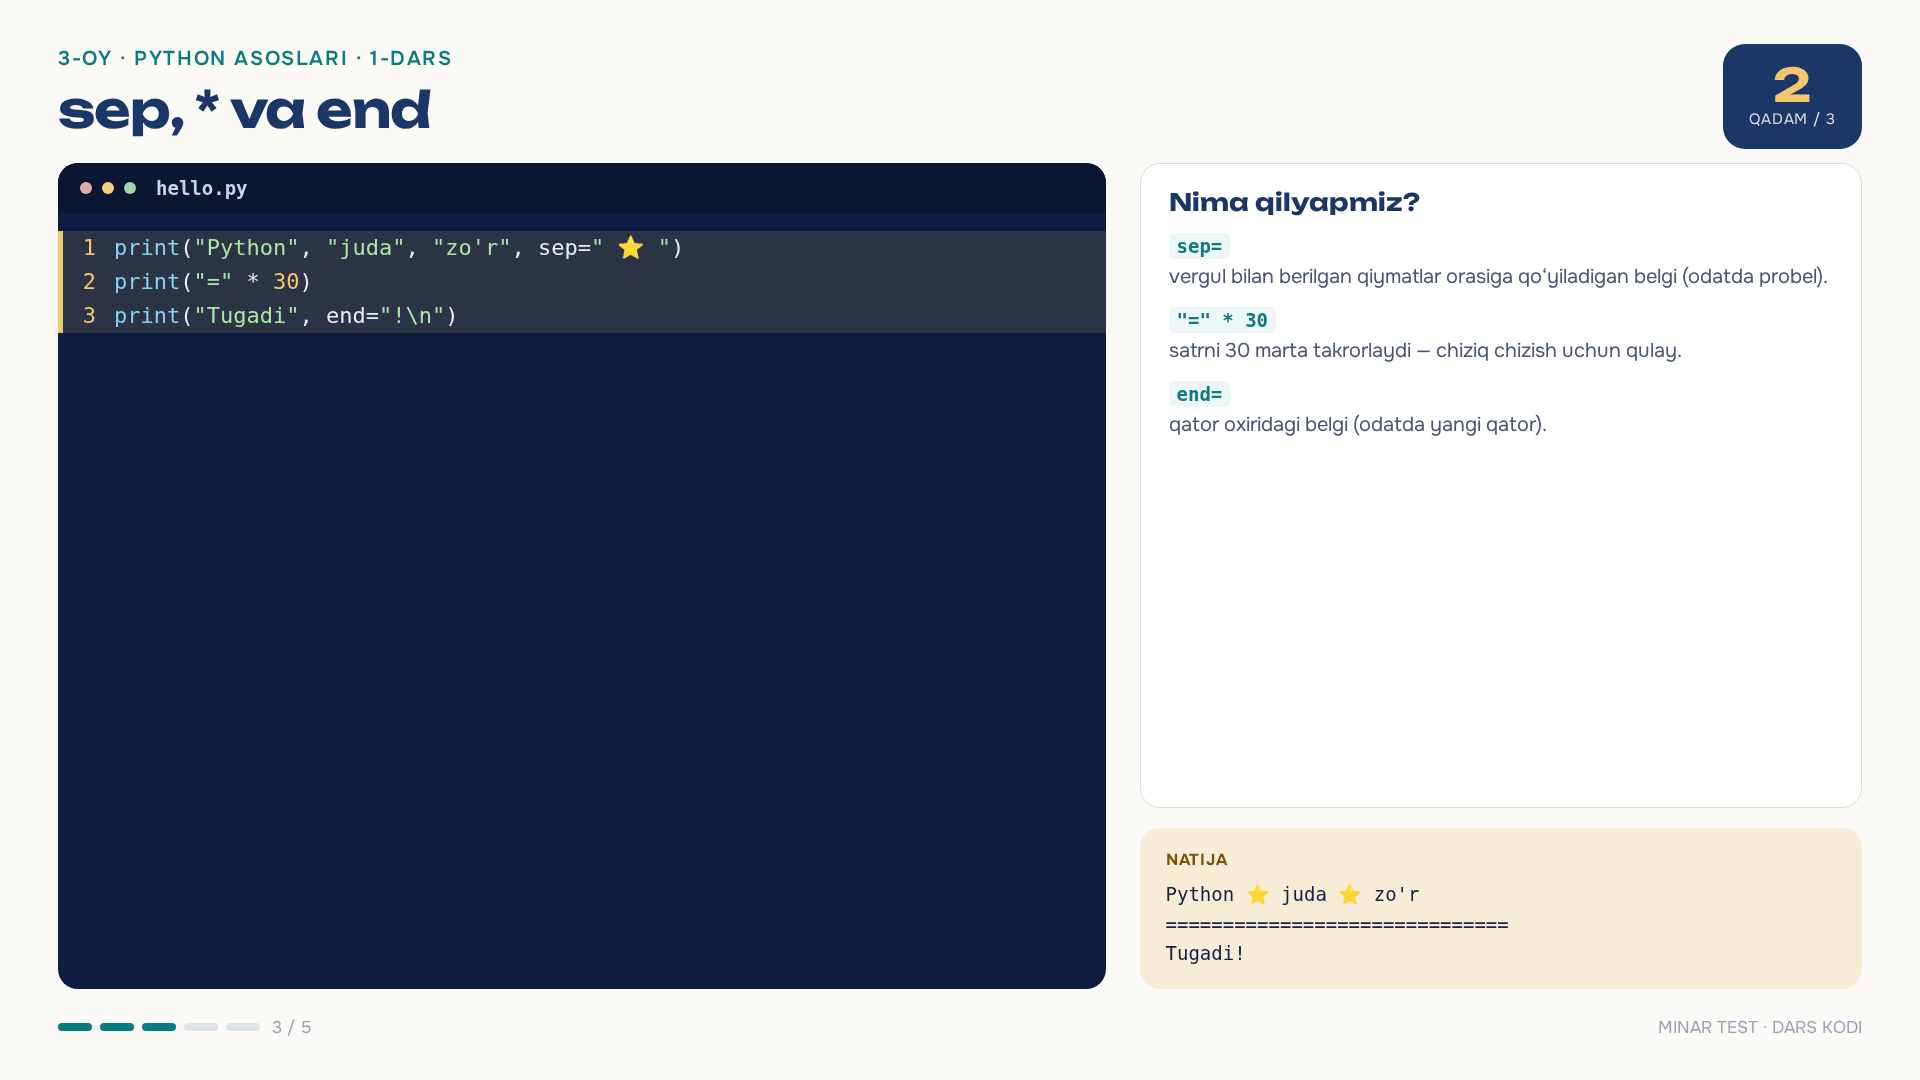 3-OY · PYTHON ASOSLARI · 1-DARS
sep, * va end
2
QADAM / 3
hello.py
1 print("Python", "juda", "zo'r", sep=" ⭐ ")
2 print("=" * 30)
3 print("Tugadi", end="!\n")
Nima qilyapmiz?
sep=
vergul bilan berilgan qiymatlar orasiga qo‘yiladigan belgi (odatda probel).
"=" * 30
satrni 30 marta takrorlaydi — chiziq chizish uchun qulay.
end=
qator oxiridagi belgi (odatda yangi qator).
NATIJA
Python ⭐ juda ⭐ zo'r
==============================
Tugadi!
3 / 5
MINAR TEST · DARS KODI